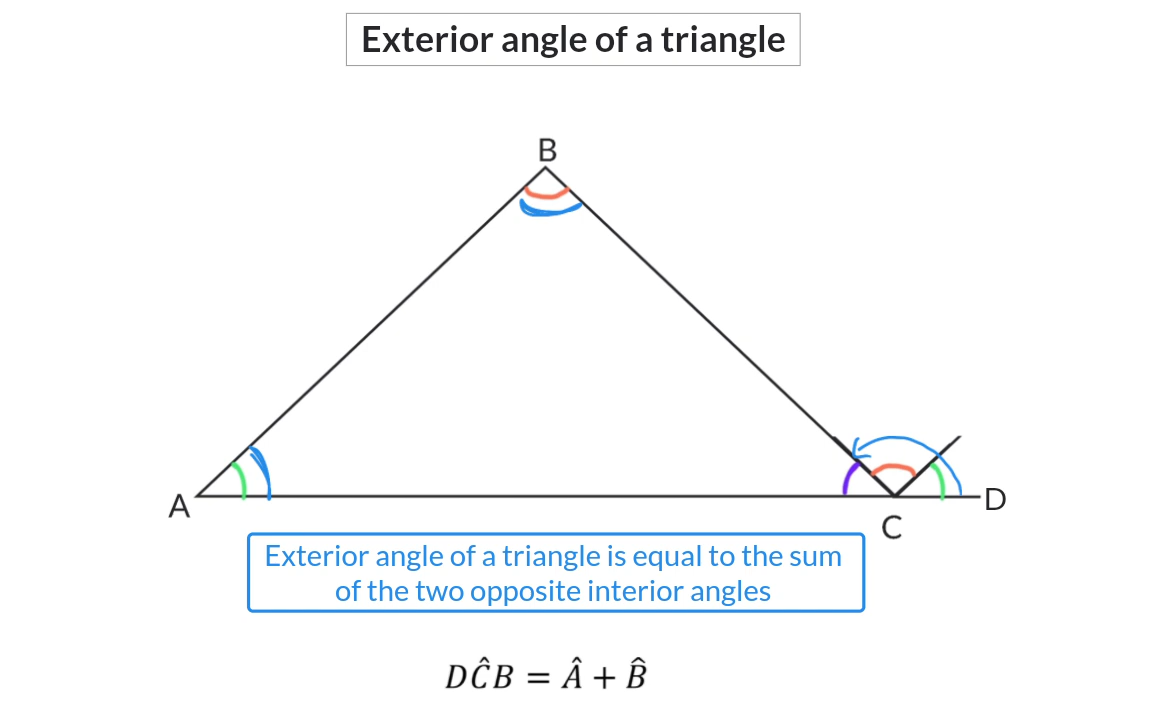 Exterior angle of a triangle
B
A
D
C
Exterior angle of a triangle is equal to the sum
of the two opposite interior angles
DĈB = Â + B̂